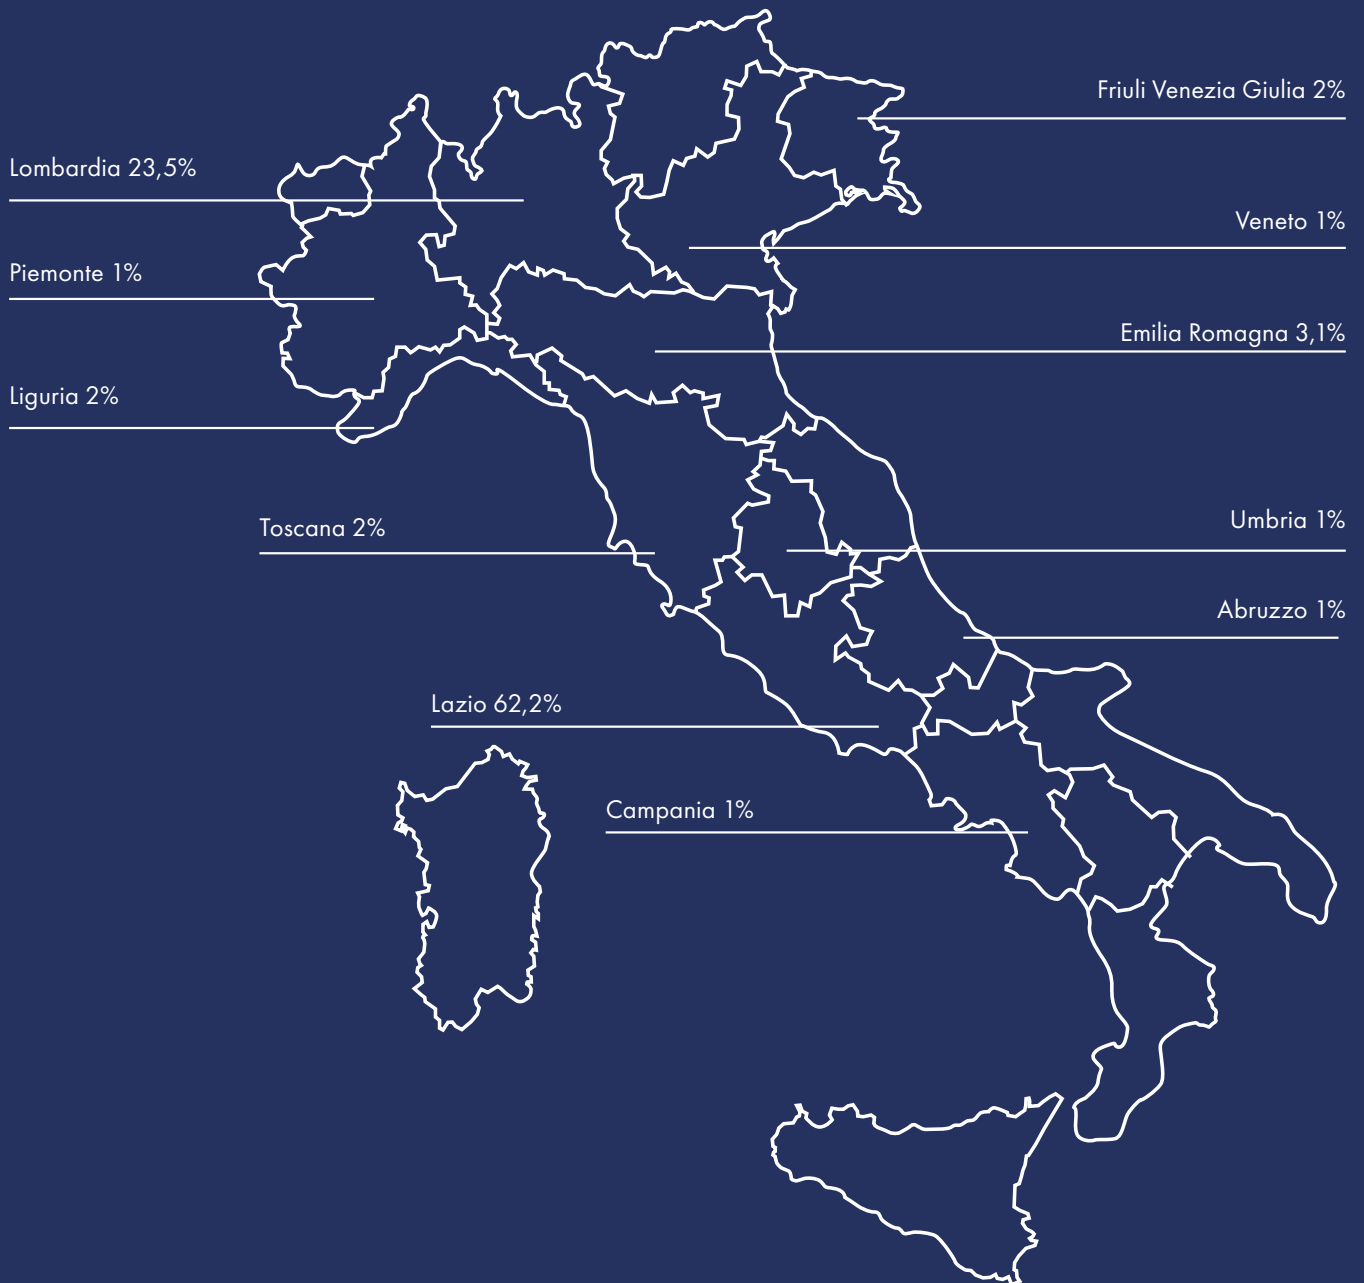 Friuli Venezia Giulia 2%
Lombardia 23,5%
Veneto 1%
Piemonte 1%
Emilia Romagna 3,1%
Liguria 2%
Umbria 1%
Toscana 2%
Abruzzo 1%
Lazio 62,2%
Campania 1%